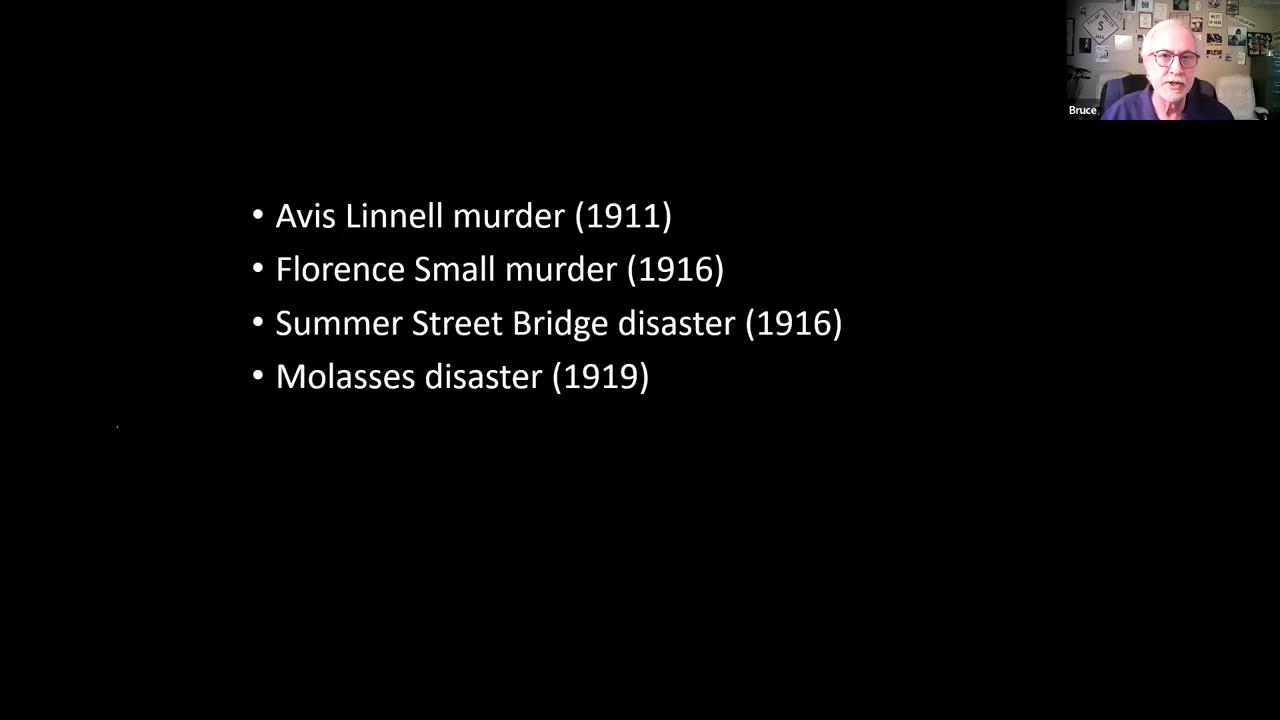 Bruce
• Avis Linnell murder (1911)
• Florence Small murder (1916)
• Summer Street Bridge disaster (1916)
• Molasses disaster (1919)